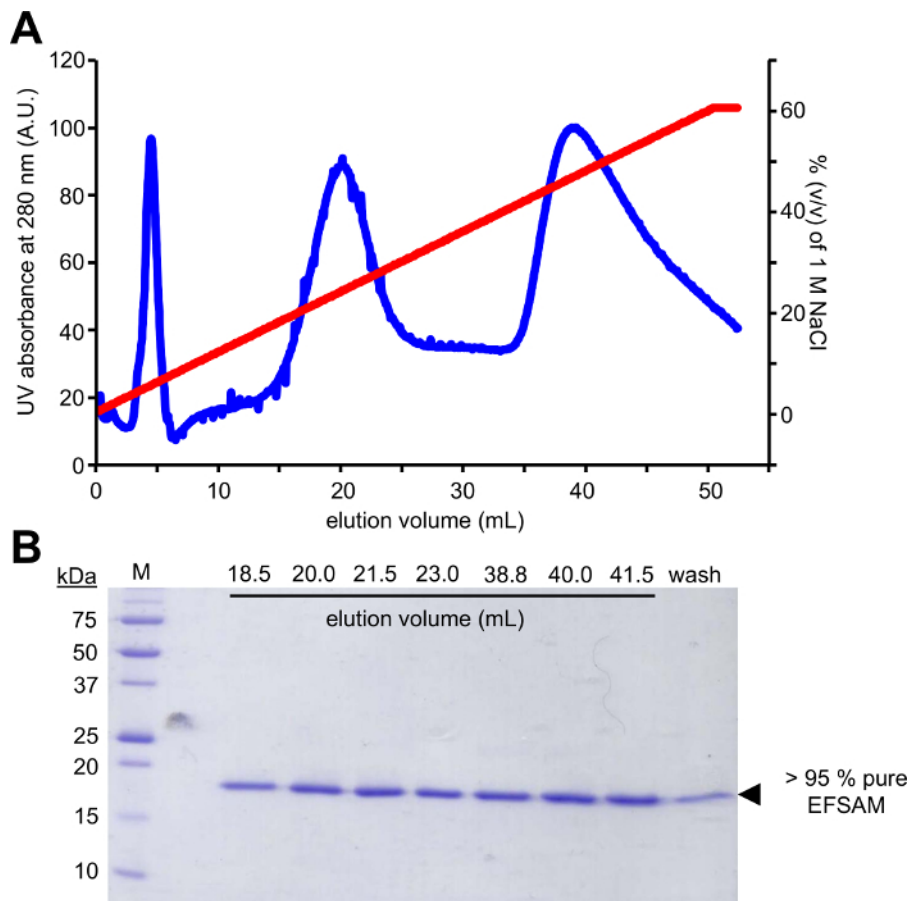 A
UV absorbance at 280 nm (A.U.)
120
100
80
60
40
20
0
0 10 20 30 40 50
elution volume (mL)
60
40
20
0
% (v/v) of 1 M NaCl
B
kDa M 18.5 20.0 21.5 23.0 38.8 40.0 41.5 wash
elution volume (mL)
75
50
37
25
20
15
10
> 95 % pure
EFSAM